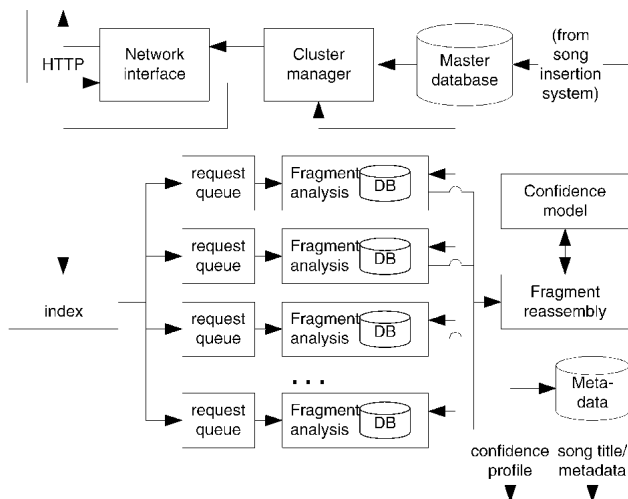 HTTP
Network
interface
Cluster
manager
Master
database
(from
song
insertion
system)
request
queue
Fragment
analysis
DB
Confidence
model
request
queue
Fragment
analysis
DB
index
request
queue
Fragment
analysis
DB
Fragment
reassembly
. . .
request
queue
Fragment
analysis
DB
Meta-
data
confidence
profile
song title/
metadata